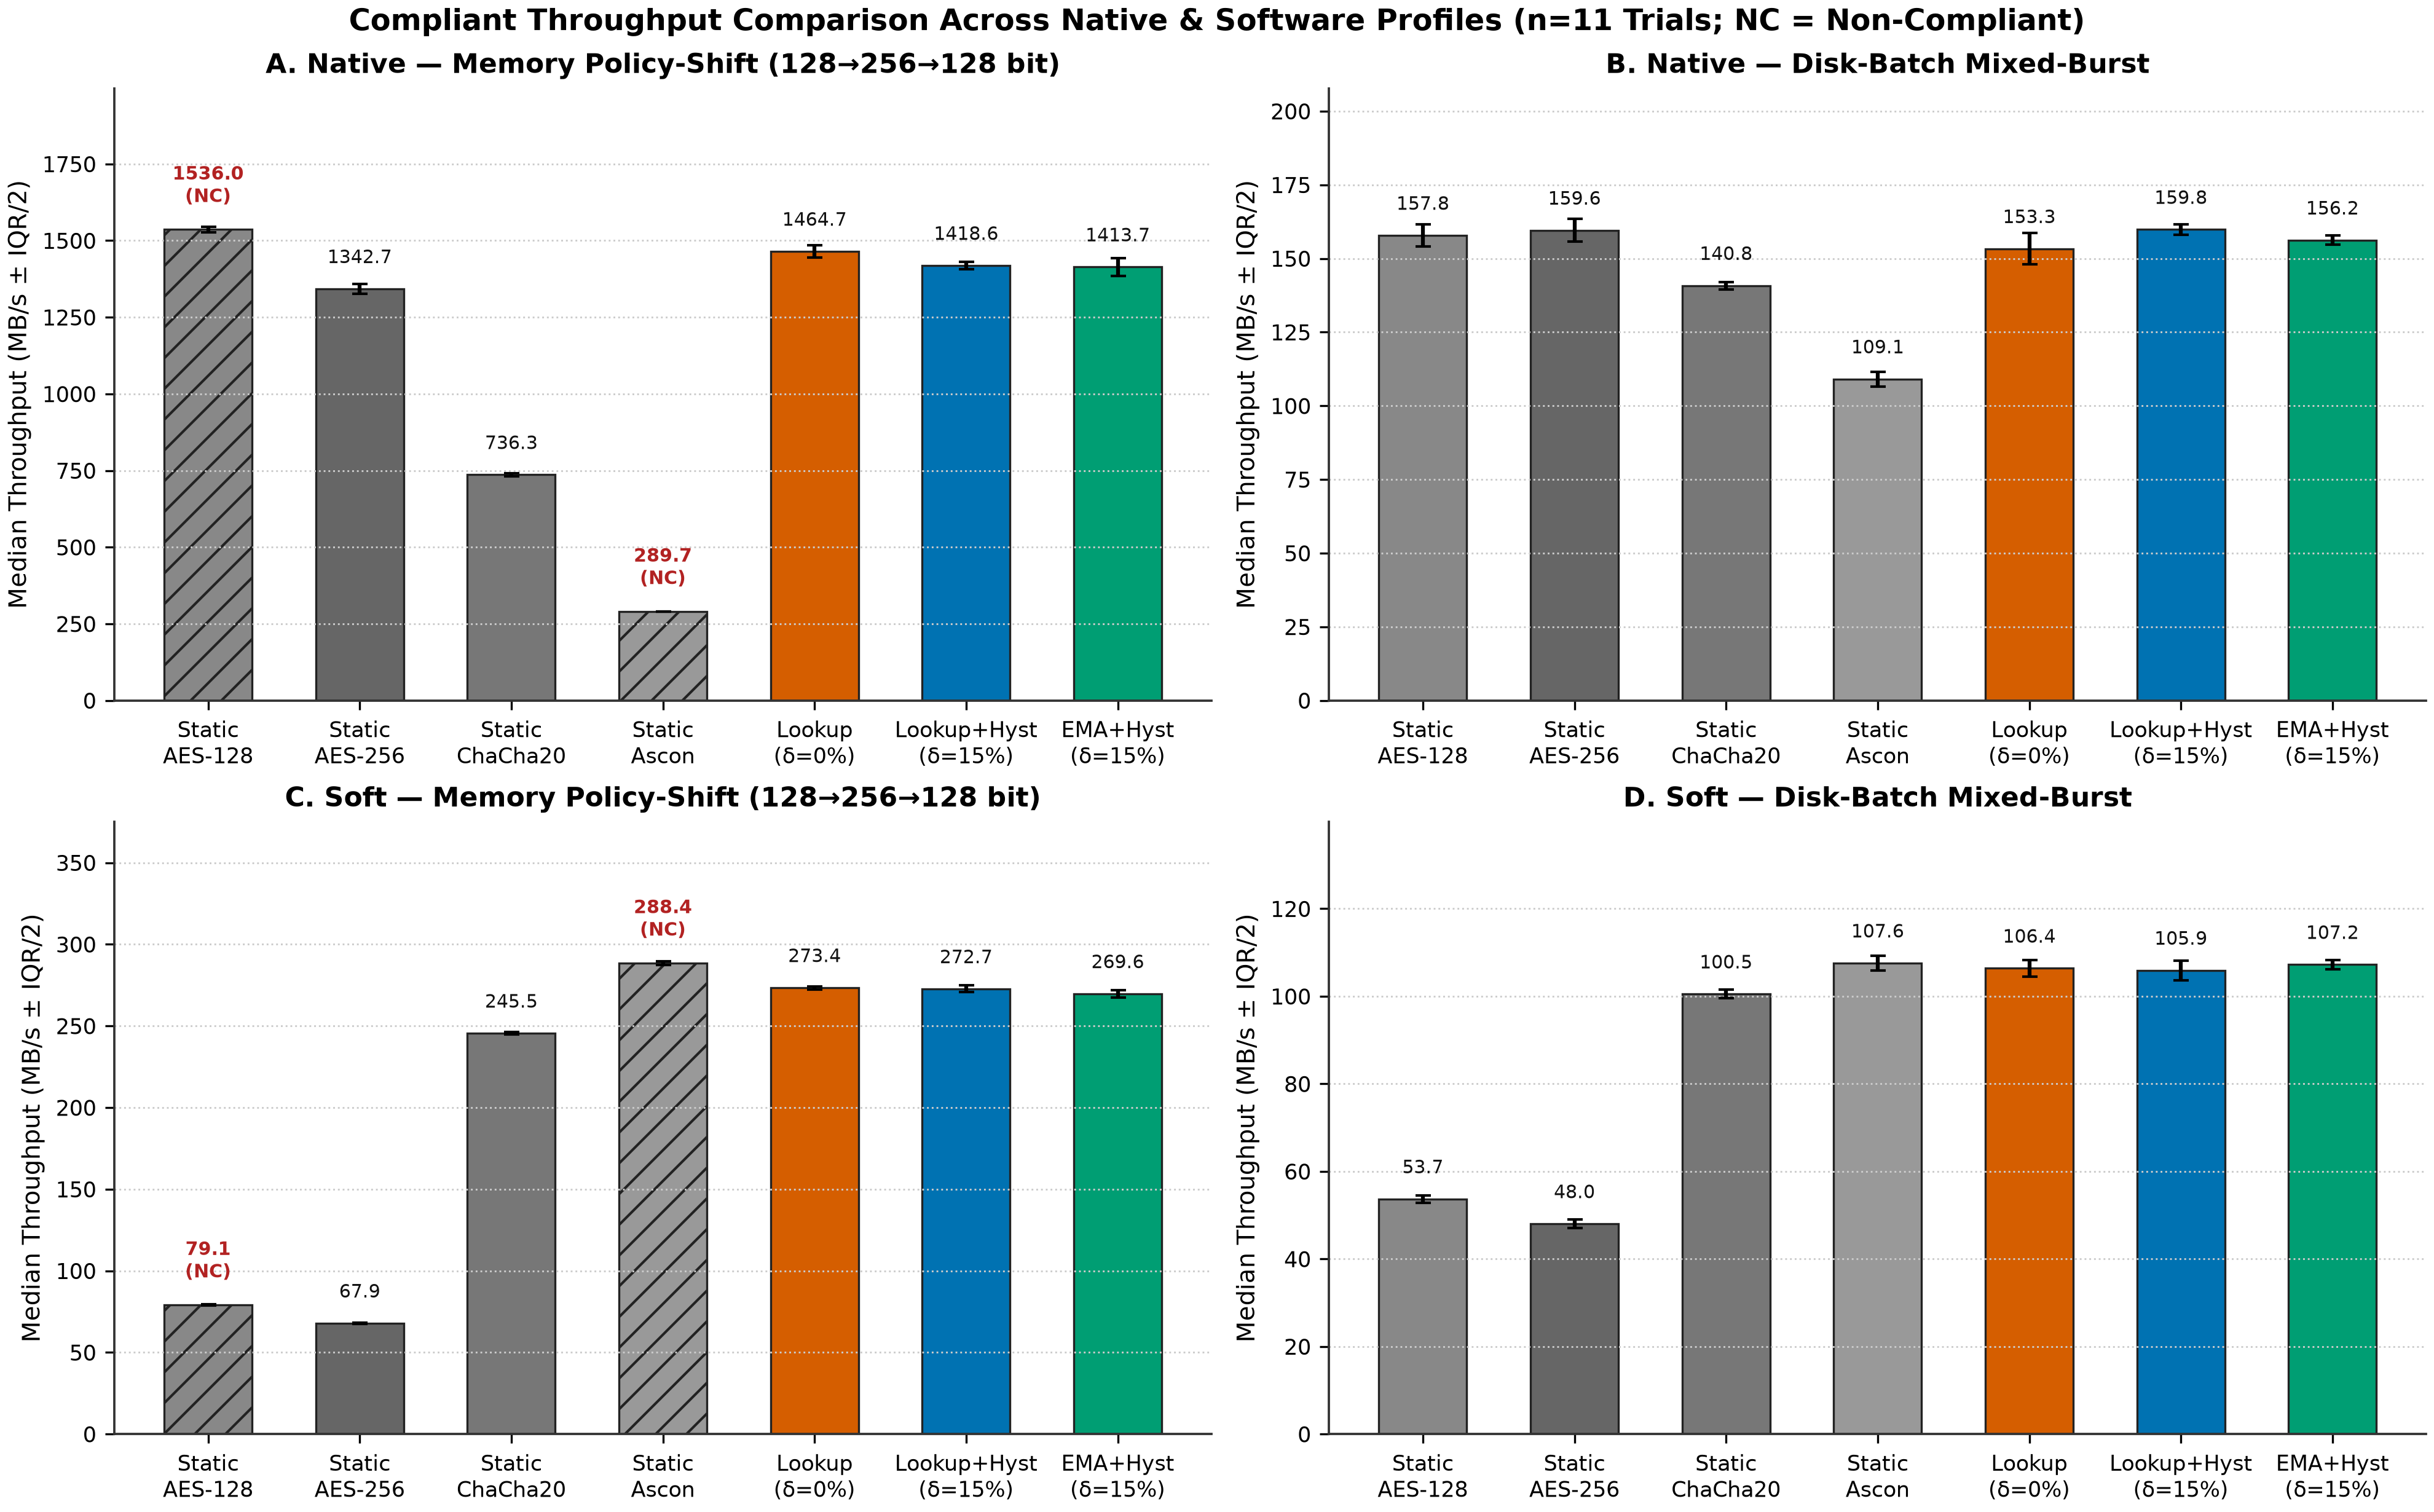 Compliant Throughput Comparison Across Native & Software Profiles (n=11 Trials; NC = Non-Compliant)
A. Native — Memory Policy-Shift (128→256→128 bit)
Median Throughput (MB/s ± IQR/2)
1750
1500
1250
1000
750
500
250
0
1536.0
(NC)
1342.7
736.3
289.7
(NC)
1464.7
1418.6
1413.7
Static
AES-128
Static
AES-256
Static
ChaCha20
Static
Ascon
Lookup
(δ=0%)
Lookup+Hyst
(δ=15%)
EMA+Hyst
(δ=15%)
B. Native — Disk-Batch Mixed-Burst
Median Throughput (MB/s ± IQR/2)
200
175
150
125
100
75
50
25
0
157.8
159.6
140.8
109.1
153.3
159.8
156.2
Static
AES-128
Static
AES-256
Static
ChaCha20
Static
Ascon
Lookup
(δ=0%)
Lookup+Hyst
(δ=15%)
EMA+Hyst
(δ=15%)
C. Soft — Memory Policy-Shift (128→256→128 bit)
Median Throughput (MB/s ± IQR/2)
350
300
250
200
150
100
50
0
79.1
(NC)
67.9
245.5
288.4
(NC)
273.4
272.7
269.6
Static
AES-128
Static
AES-256
Static
ChaCha20
Static
Ascon
Lookup
(δ=0%)
Lookup+Hyst
(δ=15%)
EMA+Hyst
(δ=15%)
D. Soft — Disk-Batch Mixed-Burst
Median Throughput (MB/s ± IQR/2)
120
100
80
60
40
20
0
53.7
48.0
100.5
107.6
106.4
105.9
107.2
Static
AES-128
Static
AES-256
Static
ChaCha20
Static
Ascon
Lookup
(δ=0%)
Lookup+Hyst
(δ=15%)
EMA+Hyst
(δ=15%)